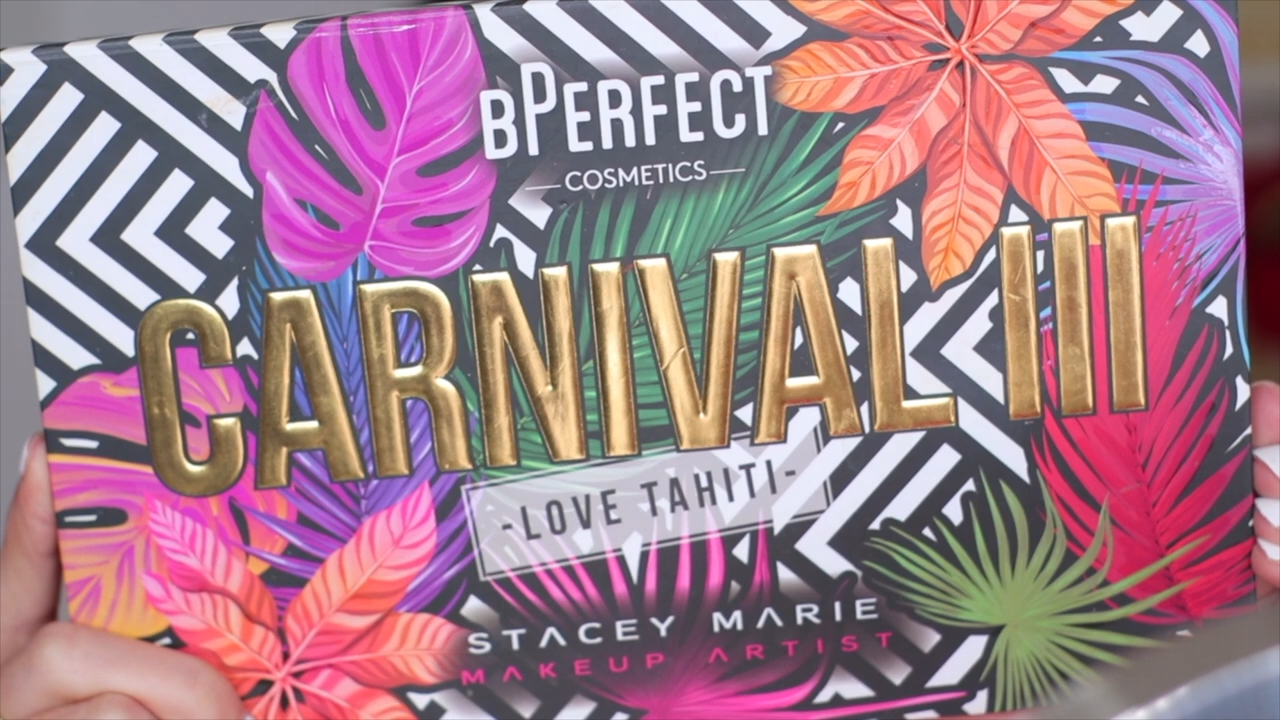 BPERFECT
COSMETICS
CARNIVAL III
-LOVE TAHITI-
STACEY MARIE
MAKEUP ARTIST